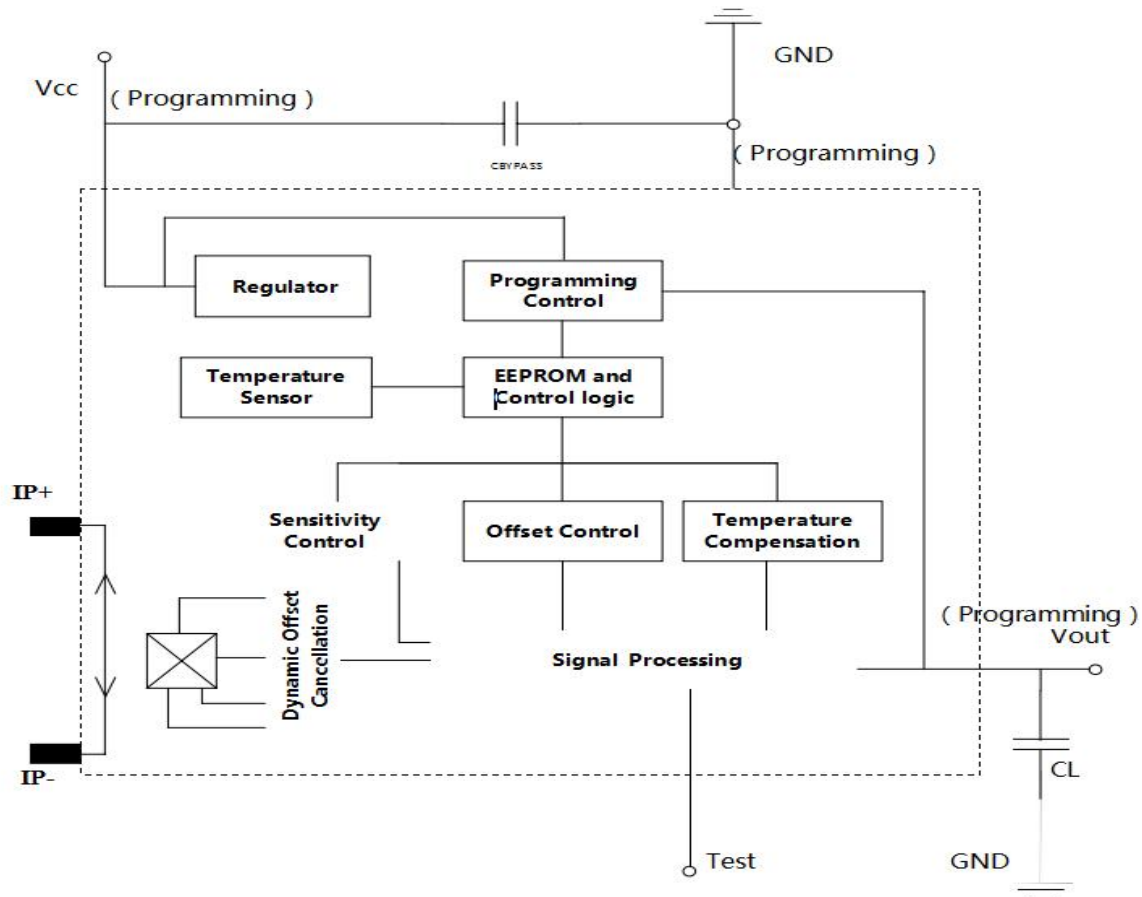 GND
Vcc
( Programming )
( Programming )
CBYPASS
Regulator
Programming
Control
Temperature
Sensor
EEPROM and
Control logic
IP+
Sensitivity
Control
Offset Control
Temperature
Compensation
Dynamic Offset
Cancellation
( Programming )
Vout
Signal Processing
IP-
CL
Test
GND